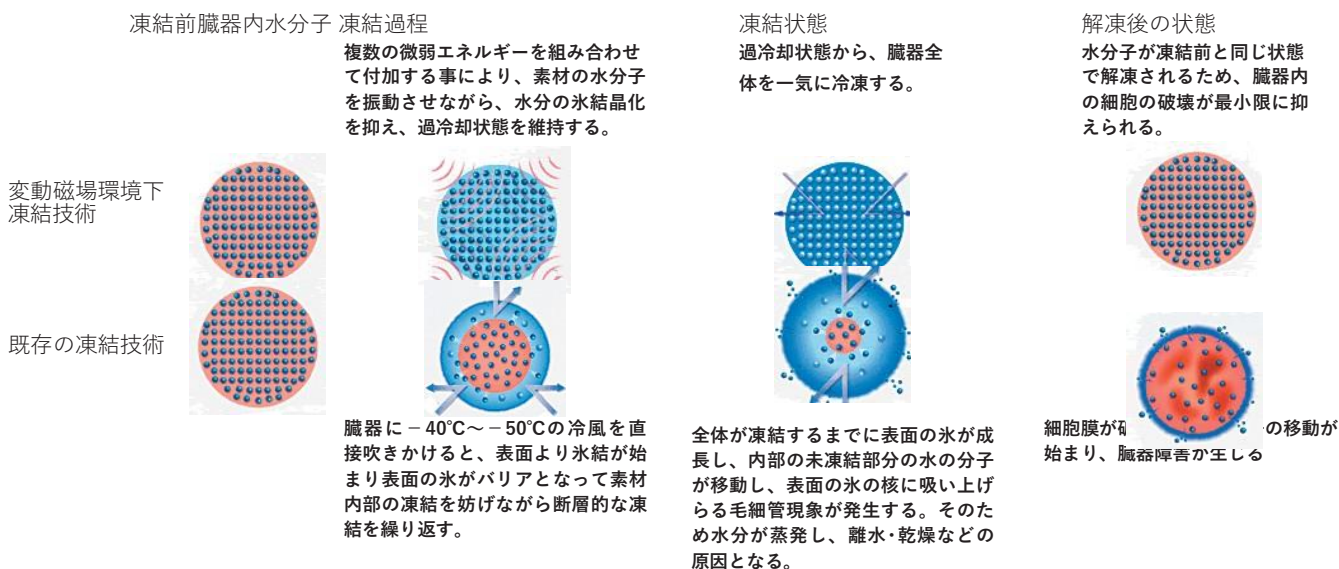 凍結前臓器内水分子
凍結過程
複数の微弱エネルギーを組み合わせ
て付加する事により、素材の水分子
を振動させながら、水分の氷結晶化
を抑え、過冷却状態を維持する。
凍結状態
過冷却状態から、臓器全
体を一気に冷凍する。
解凍後の状態
水分子が凍結前と同じ状態
で解凍されるため、臓器内
の細胞の破壊が最小限に抑
えられる。
変動磁場環境下
凍結技術
既存の凍結技術
臓器に－40℃～－50℃の冷風を直
接吹きかけると、表面より氷結が始
まり表面の氷がバリアとなって素材
内部の凍結を妨げながら断層的な凍
結を繰り返す。
全体が凍結するまでに表面の氷が成
長し、内部の未凍結部分の水の分子
が移動し、表面の氷の核に吸い上げ
らる毛細管現象が発生する。そのた
め水分が蒸発し、離水・乾燥などの
原因となる。
細胞膜が
の移動が
始まり、臓器障害が生じる